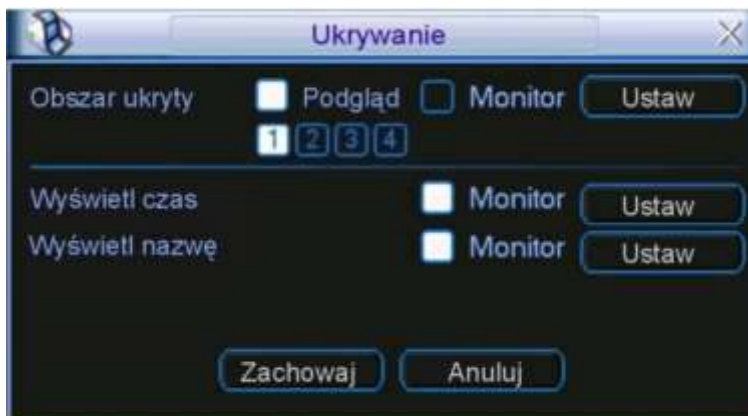 Ukrywanie
Obszar ukryty Podgląd Monitor Ustaw
1 2 3 4
Wyświetl czas Monitor Ustaw
Wyświetl nazwę Monitor Ustaw
Zachowaj Anuluj